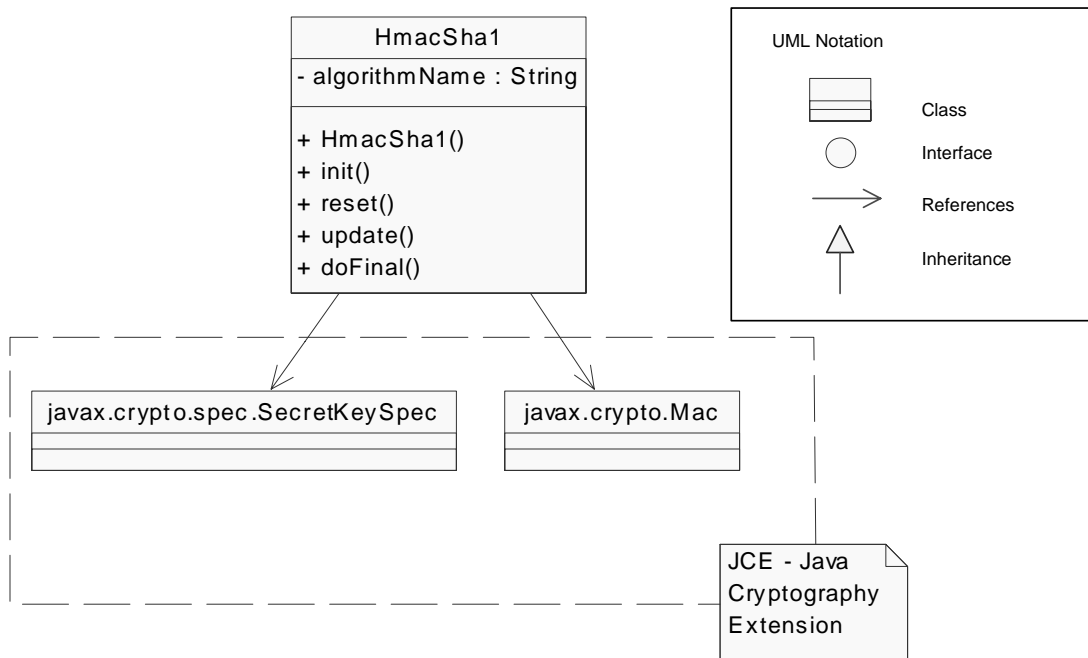 HmacSha1
- algorithmName : String
+ HmacSha1()
+ init()
+ reset()
+ update()
+ doFinal()
UML Notation
Class
Interface
References
Inheritance
javax.crypto.spec.SecretKeySpec
javax.crypto.Mac
JCE - Java
Cryptography
Extension